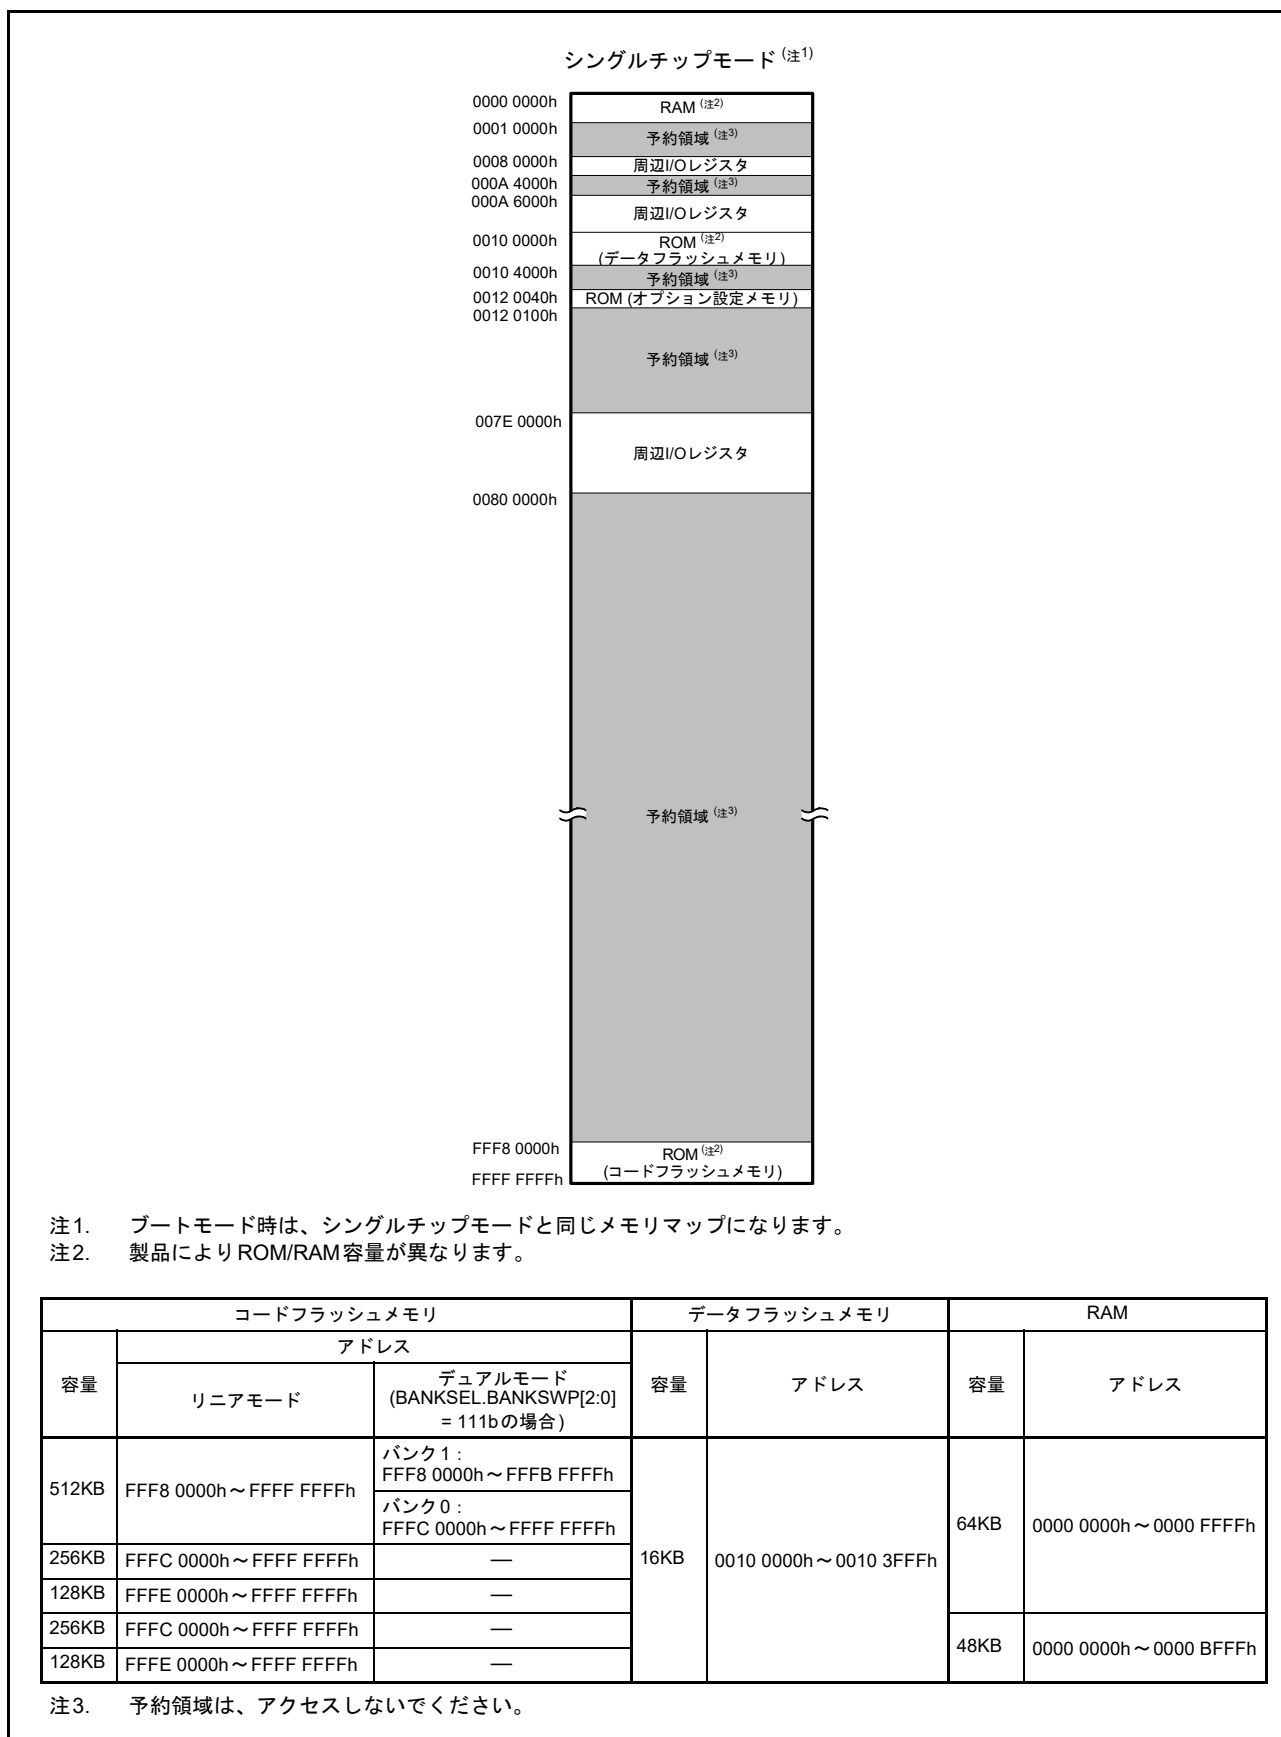 シングルチップモード (注1)
0000 0000h
RAM (注2)
0001 0000h
予約領域 (注3)
0008 0000h
周辺I/Oレジスタ
000A 4000h
予約領域 (注3)
000A 6000h
周辺I/Oレジスタ
0010 0000h
ROM (注2)
(データフラッシュメモリ)
0010 4000h
予約領域 (注3)
0012 0040h
ROM (オプション設定メモリ)
0012 0100h
予約領域 (注3)
007E 0000h
周辺I/Oレジスタ
0080 0000h
予約領域 (注3)
FFF8 0000h
ROM (注2)
(コードフラッシュメモリ)
FFFF FFFFh
注1. ブートモード時は、シングルチップモードと同じメモリマップになります。
注2. 製品によりROM/RAM容量が異なります。
コードフラッシュメモリ データフラッシュメモリ RAM
容量 アドレス 容量 アドレス 容量 アドレス
リニアモード
デュアルモード
(BANKSEL.BANKSWP[2:0]
= 111bの場合)
512KB FFF8 0000h～FFFF FFFFh
バンク1：
FFF8 0000h～FFFB FFFFh
バンク0：
FFFC 0000h～FFFF FFFFh
16KB 0010 0000h～0010 3FFFh
64KB 0000 0000h～0000 FFFFh
256KB FFFC 0000h～FFFF FFFFh —
128KB FFFE 0000h～FFFF FFFFh —
256KB FFFC 0000h～FFFF FFFFh —
48KB 0000 0000h～0000 BFFFh
128KB FFFE 0000h～FFFF FFFFh —
注3. 予約領域は、アクセスしないでください。